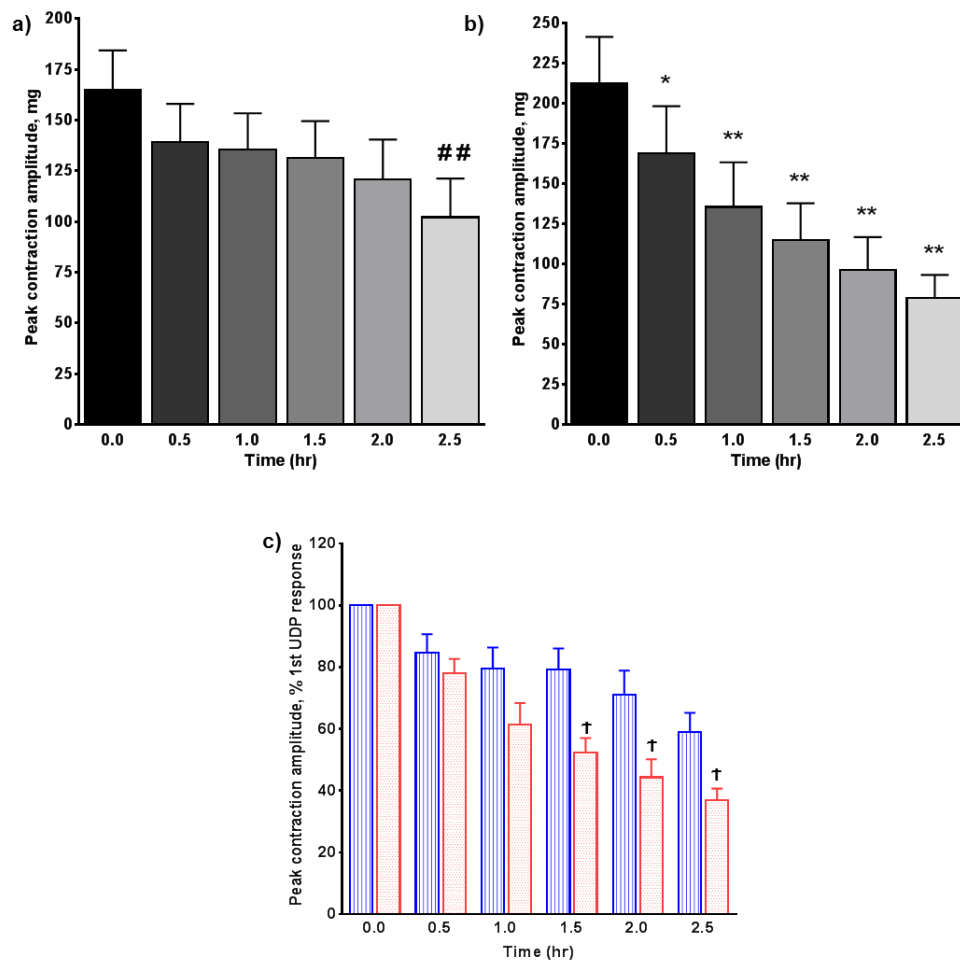 a)
Peak contraction amplitude, mg
200
175
150
125
100
75
50
25
0
##
0.0 0.5 1.0 1.5 2.0 2.5
Time (hr)
b)
Peak contraction amplitude, mg
250
225
200
175
150
125
100
75
50
25
0
* ** ** ** **
0.0 0.5 1.0 1.5 2.0 2.5
Time (hr)
c)
Peak contraction amplitude, % 1st UDP response
120
100
80
60
40
20
0
† † †
0.0 0.5 1.0 1.5 2.0 2.5
Time (hr)